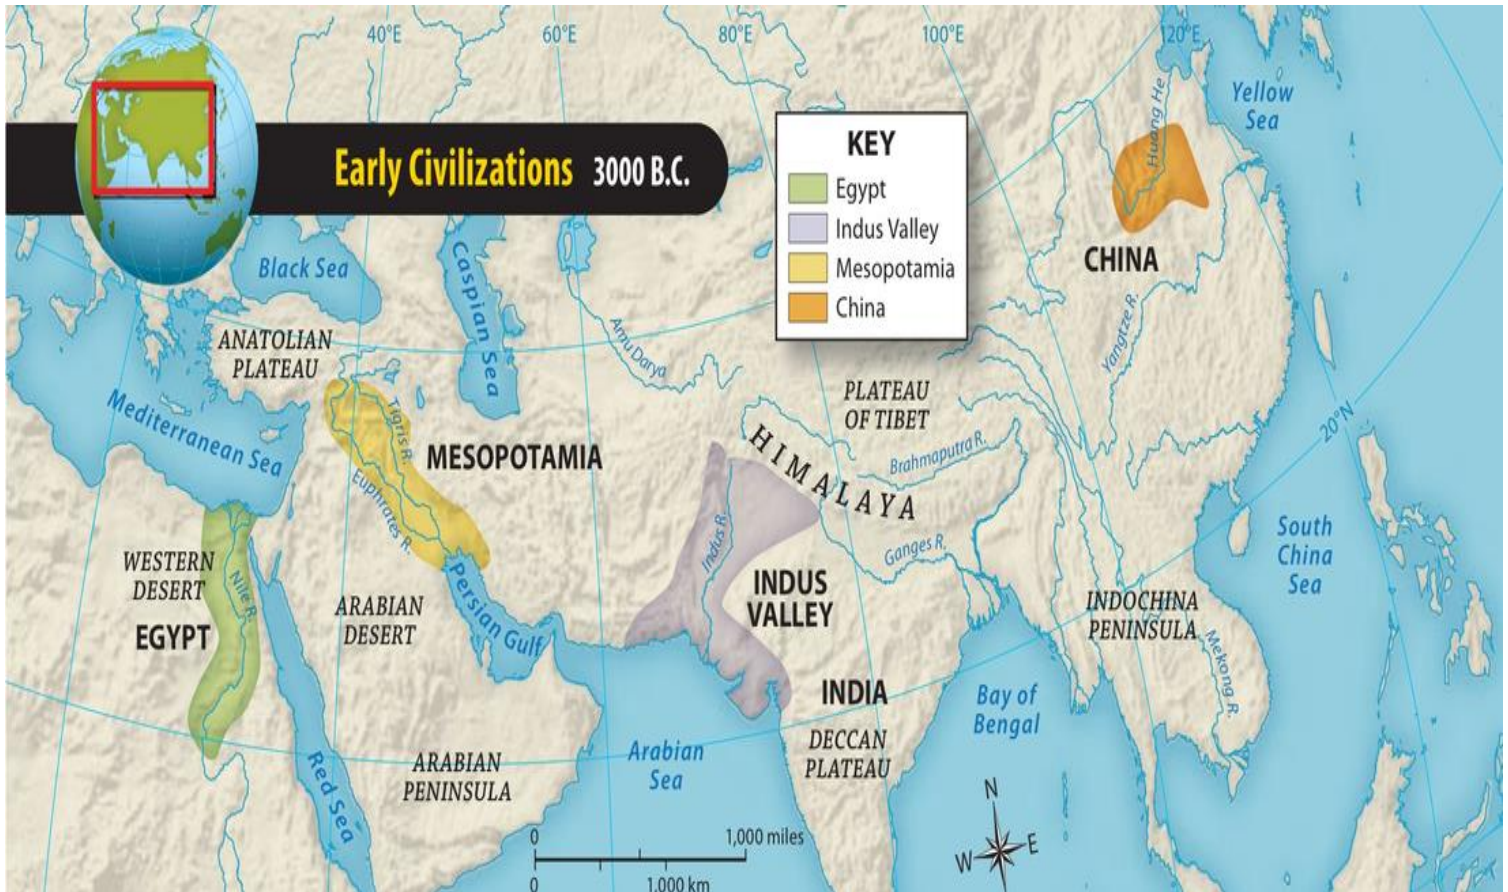 40°E
60°E
80°E
100°E
120°E
Early Civilizations 3000 B.C.
KEY
Egypt
Indus Valley
Mesopotamia
China
Yellow
Sea
Huang He
CHINA
Yangtze R.
Black Sea
Caspian Sea
Amu Darya
ANATOLIAN
PLATEAU
Mediterranean Sea
Tigris R.
Euphrates R.
MESOPOTAMIA
PLATEAU
OF TIBET
HIMALAYA
Brahmaputra R.
20°N
WESTERN
DESERT
Nile R.
EGYPT
ARABIAN
DESERT
Persian Gulf
Indus R.
INDUS
VALLEY
Ganges R.
INDOCHINA
PENINSULA
Mekong R.
South
China
Sea
INDIA
DECCAN
PLATEAU
Bay of
Bengal
Red Sea
ARABIAN
PENINSULA
Arabian
Sea
0 1,000 miles
0 1,000 km
N
W E